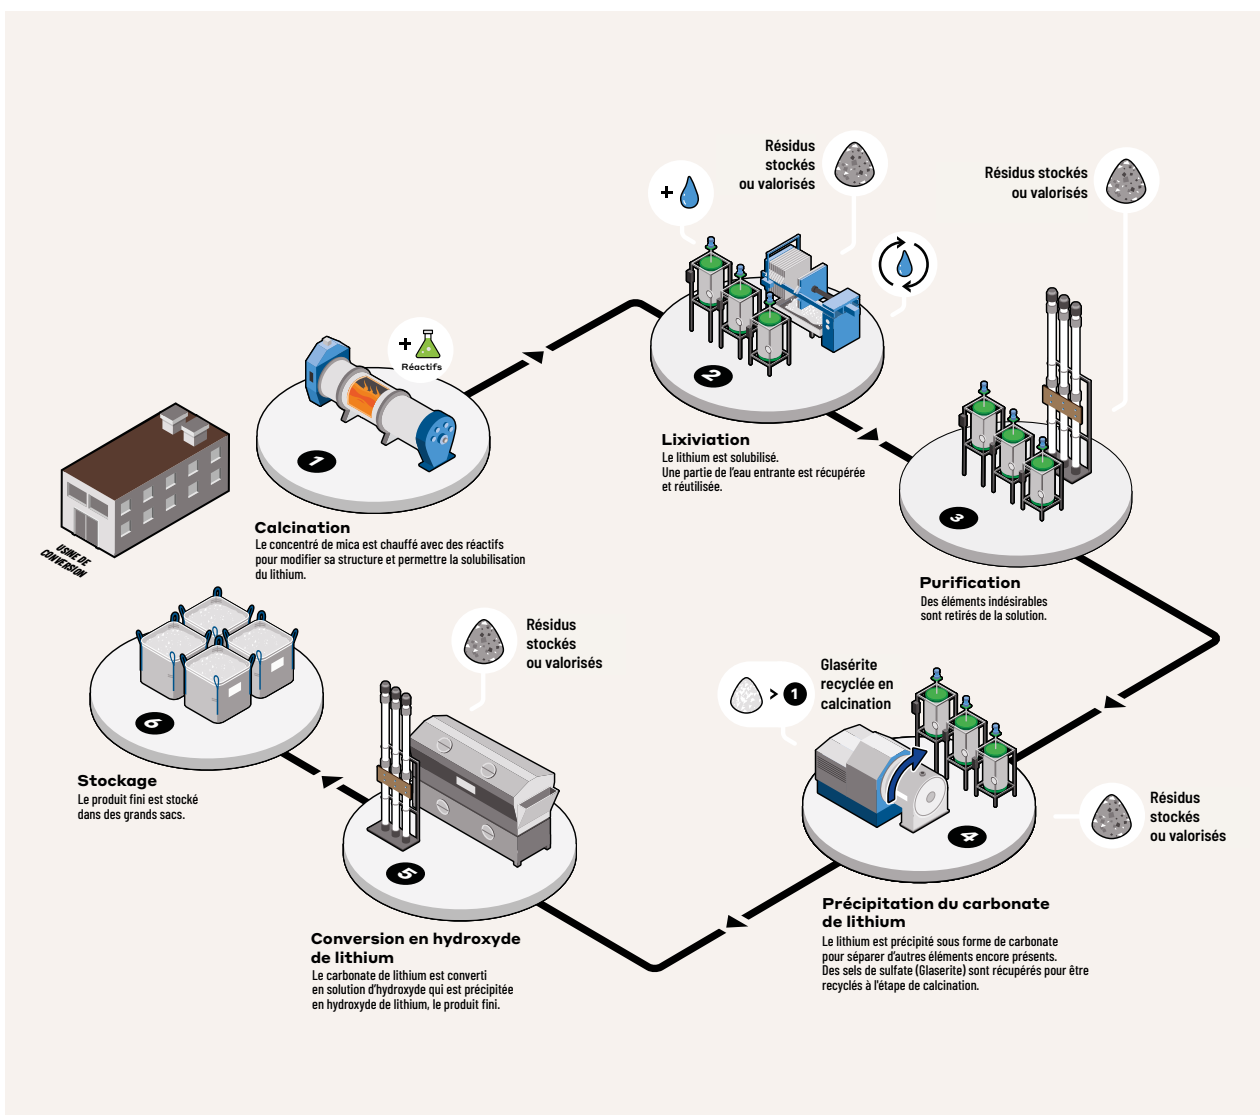 USINE DE
CONVERSION
+
Réactifs
1
Calcination
Le concentré de mica est chauffé avec des réactifs
pour modifier sa structure et permettre la solubilisation
du lithium.
+
Résidus
stockés
ou valorisés
2
Lixiviation
Le lithium est solubilisé.
Une partie de l'eau entrante est récupérée
et réutilisée.
Résidus stockés
ou valorisés
3
Purification
Des éléments indésirables
sont retirés de la solution.
> 1
Glasérite
recyclée en
calcination
Résidus
stockés
ou valorisés
4
Précipitation du carbonate
de lithium
Le lithium est précipité sous forme de carbonate
pour séparer d'autres éléments encore présents.
Des sels de sulfate (Glaserite) sont récupérés pour être
recyclés à l'étape de calcination.
Résidus
stockés
ou valorisés
5
Conversion en hydroxyde
de lithium
Le carbonate de lithium est converti
en solution d'hydroxyde qui est précipitée
en hydroxyde de lithium, le produit fini.
6
Stockage
Le produit fini est stocké
dans des grands sacs.